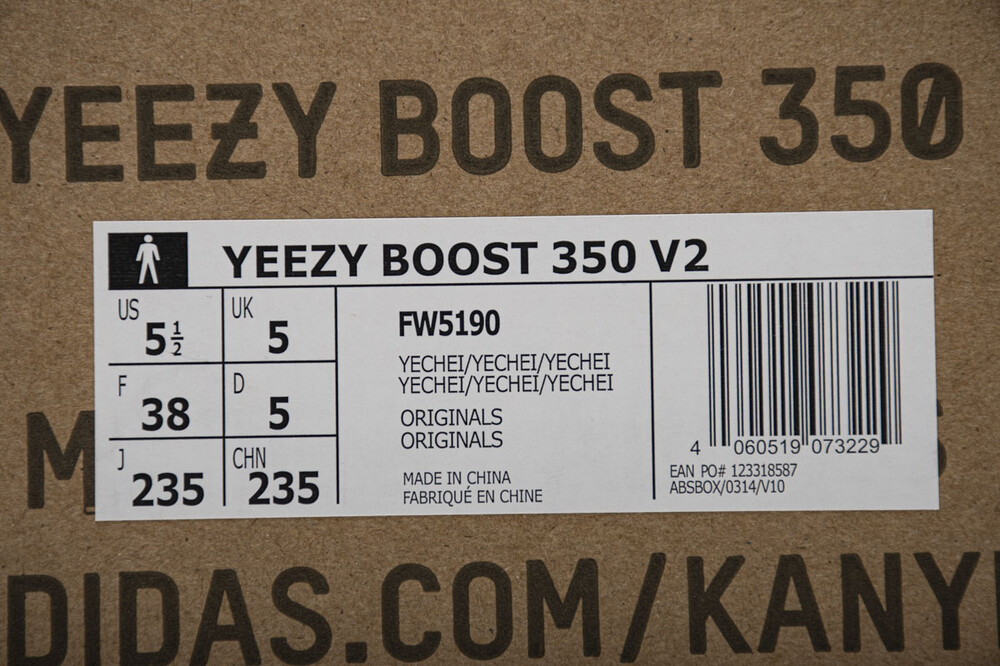 YEEZY BOOST 350
YEEZY BOOST 350 V2
US
5 1/2
UK
5
F
38
D
5
J
235
CHN
235
FW5190
YECHEI/YECHEI/YECHEI
YECHEI/YECHEI/YECHEI
ORIGINALS
ORIGINALS
MADE IN CHINA
FABRIQUÉ EN CHINE
4 060519 073229
EAN PO# 123318587
ABSBOX/0314/V10
M
S
DIDAS.COM/KANY